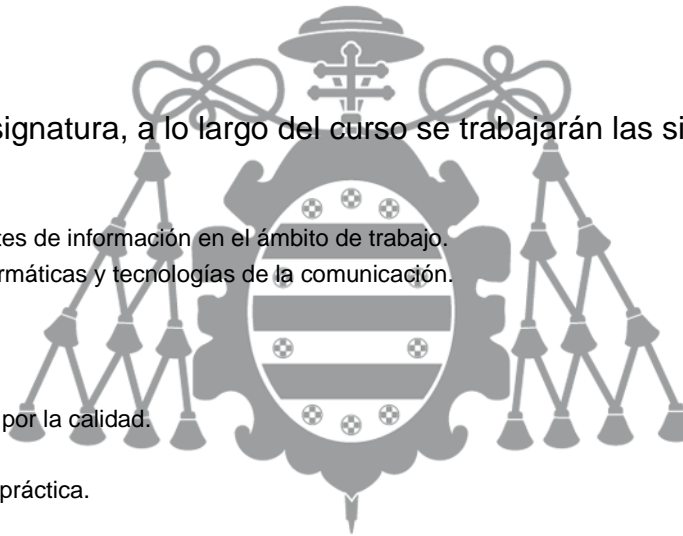 signatura, a lo largo del curso se trabajarán las si
tes de información en el ámbito de trabajo.
rmáticas y tecnologías de la comunicación.
por la calidad.
práctica.